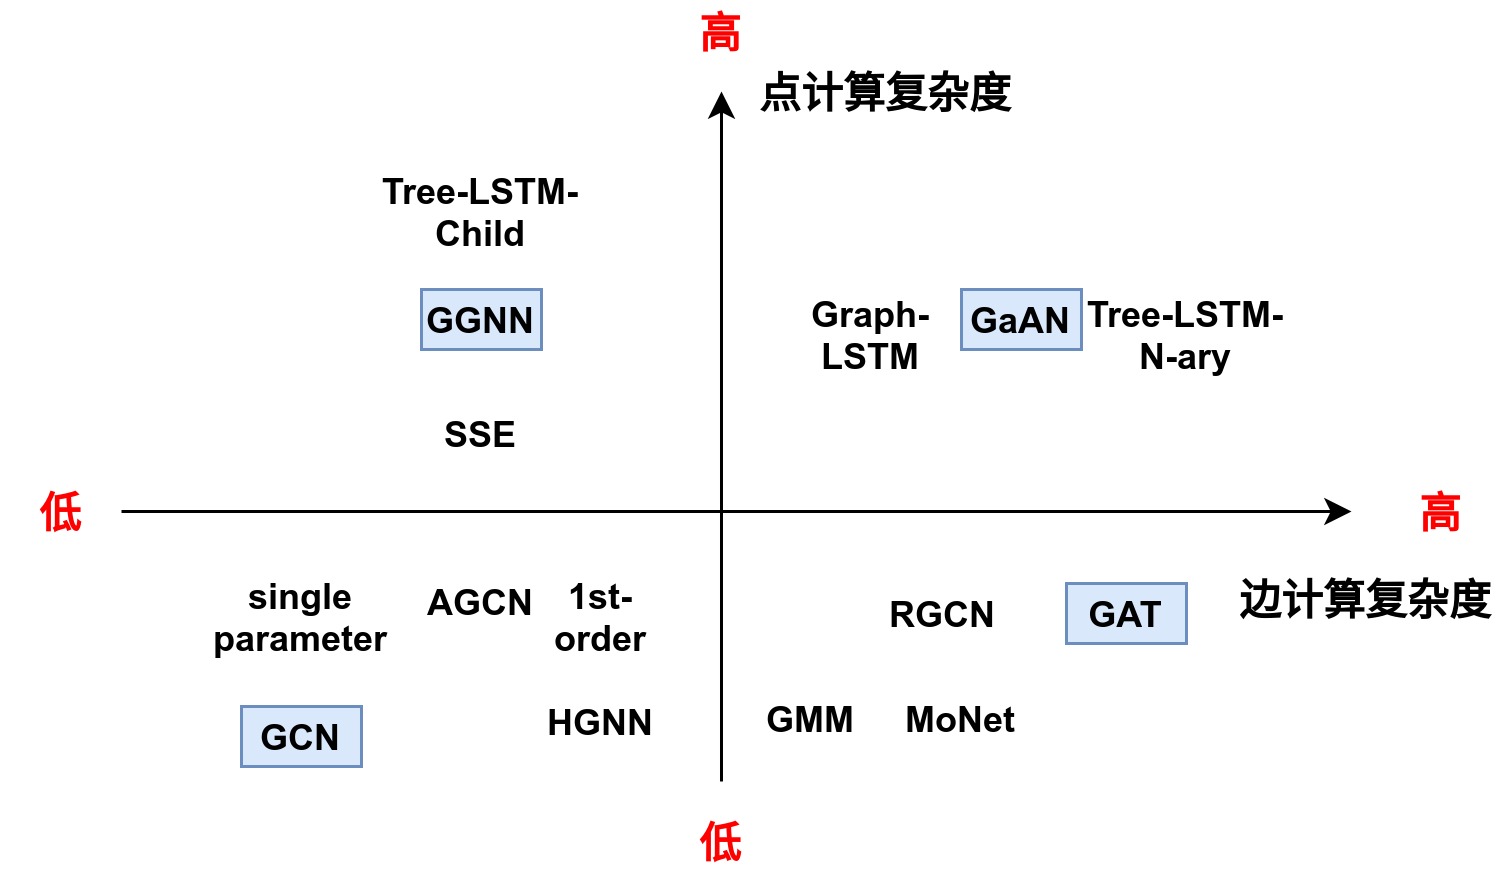 高
点计算复杂度
Tree-LSTM-
Child
GGNN
Graph-
LSTM
GaAN
Tree-LSTM-
N-ary
SSE
低
高
single
parameter
AGCN
1st-
order
RGCN
GAT
边计算复杂度
GCN
HGNN
GMM
MoNet
低